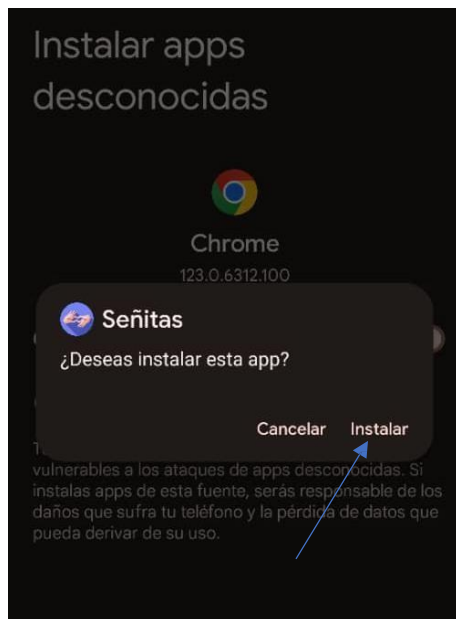 Instalar apps
desconocidas
Chrome
123.0.6312.100
Señitas
¿Deseas instalar esta app?
Cancelar Instalar
vulnerables a los ataques de apps desconocidas. Si
instalas apps de esta fuente, serás responsable de los
daños que sufra tu teléfono y la pérdida de datos que
pueda derivar de su uso.